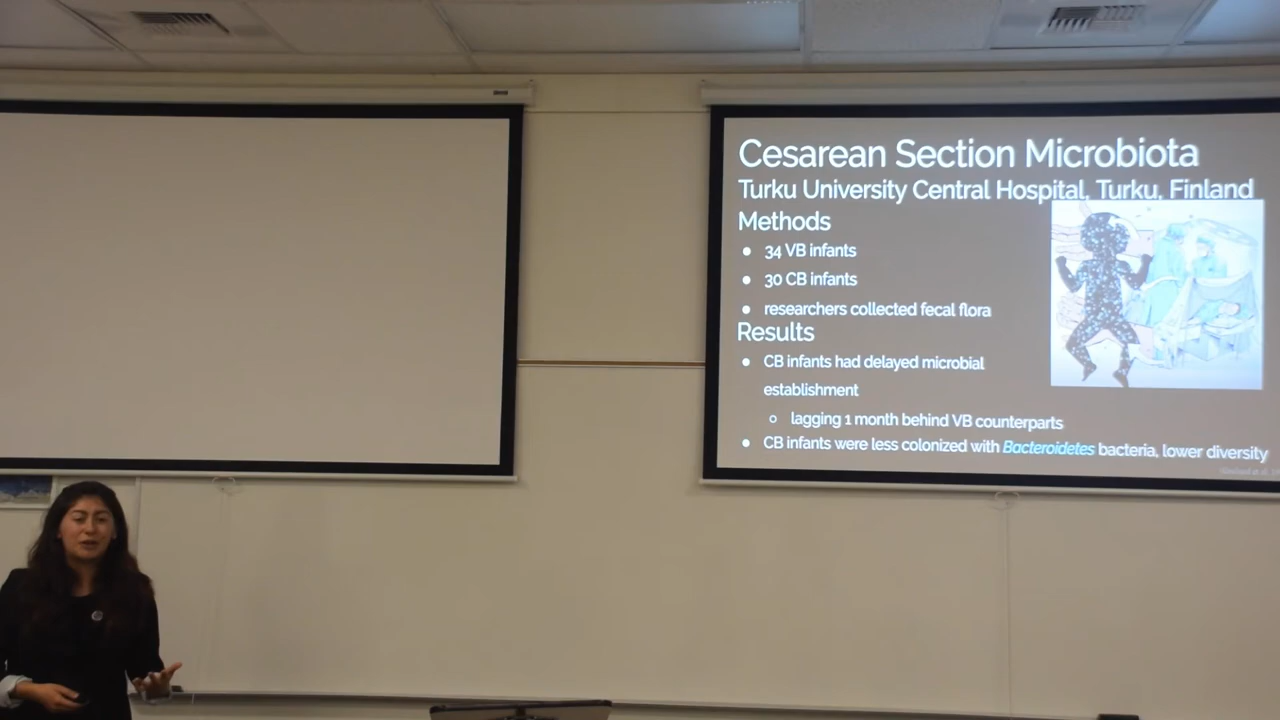 Cesarean Section Microbiota
Turku University Central Hospital, Turku, Finland
Methods
34 VB infants
30 CB infants
researchers collected fecal flora
Results
CB infants had delayed microbial
establishment
lagging 1 month behind VB counterparts
CB infants were less colonized with Bacteroidetes bacteria, lower diversity